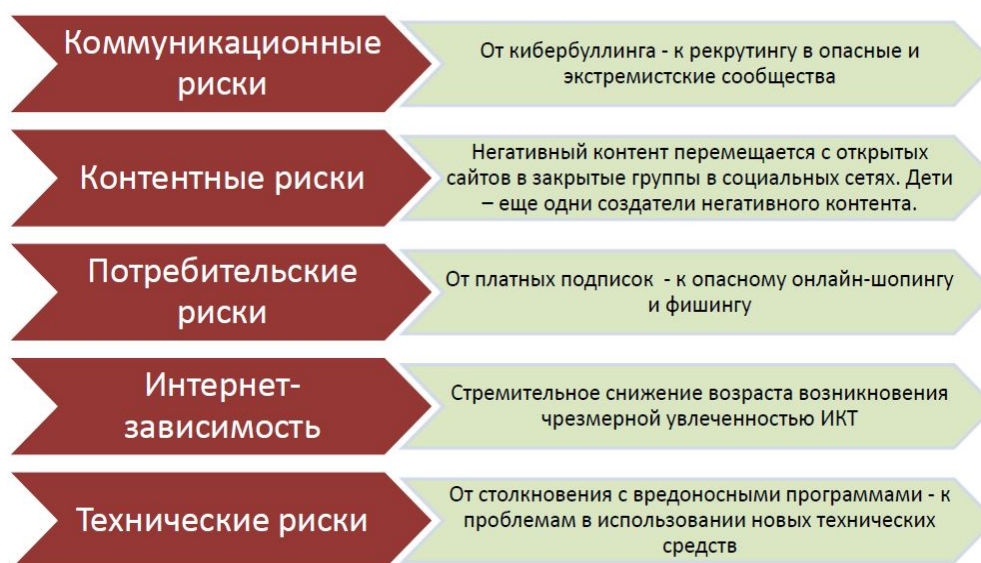 Коммуникационные
риски
От кибербуллинга - к рекрутингу в опасные и
экстремистские сообщества
Контентные риски
Негативный контент перемещается с открытых
сайтов в закрытые группы в социальных сетях. Дети
– еще одни создатели негативного контента.
Потребительские
риски
От платных подписок  - к опасному онлайн-шопингу
и фишингу
Интернет-
зависимость
Стремительное снижение возраста возникновения
чрезмерной увлеченностью ИКТ
Технические риски
От столкновения с вредоносными программами - к
проблемам в использовании новых технических
средств